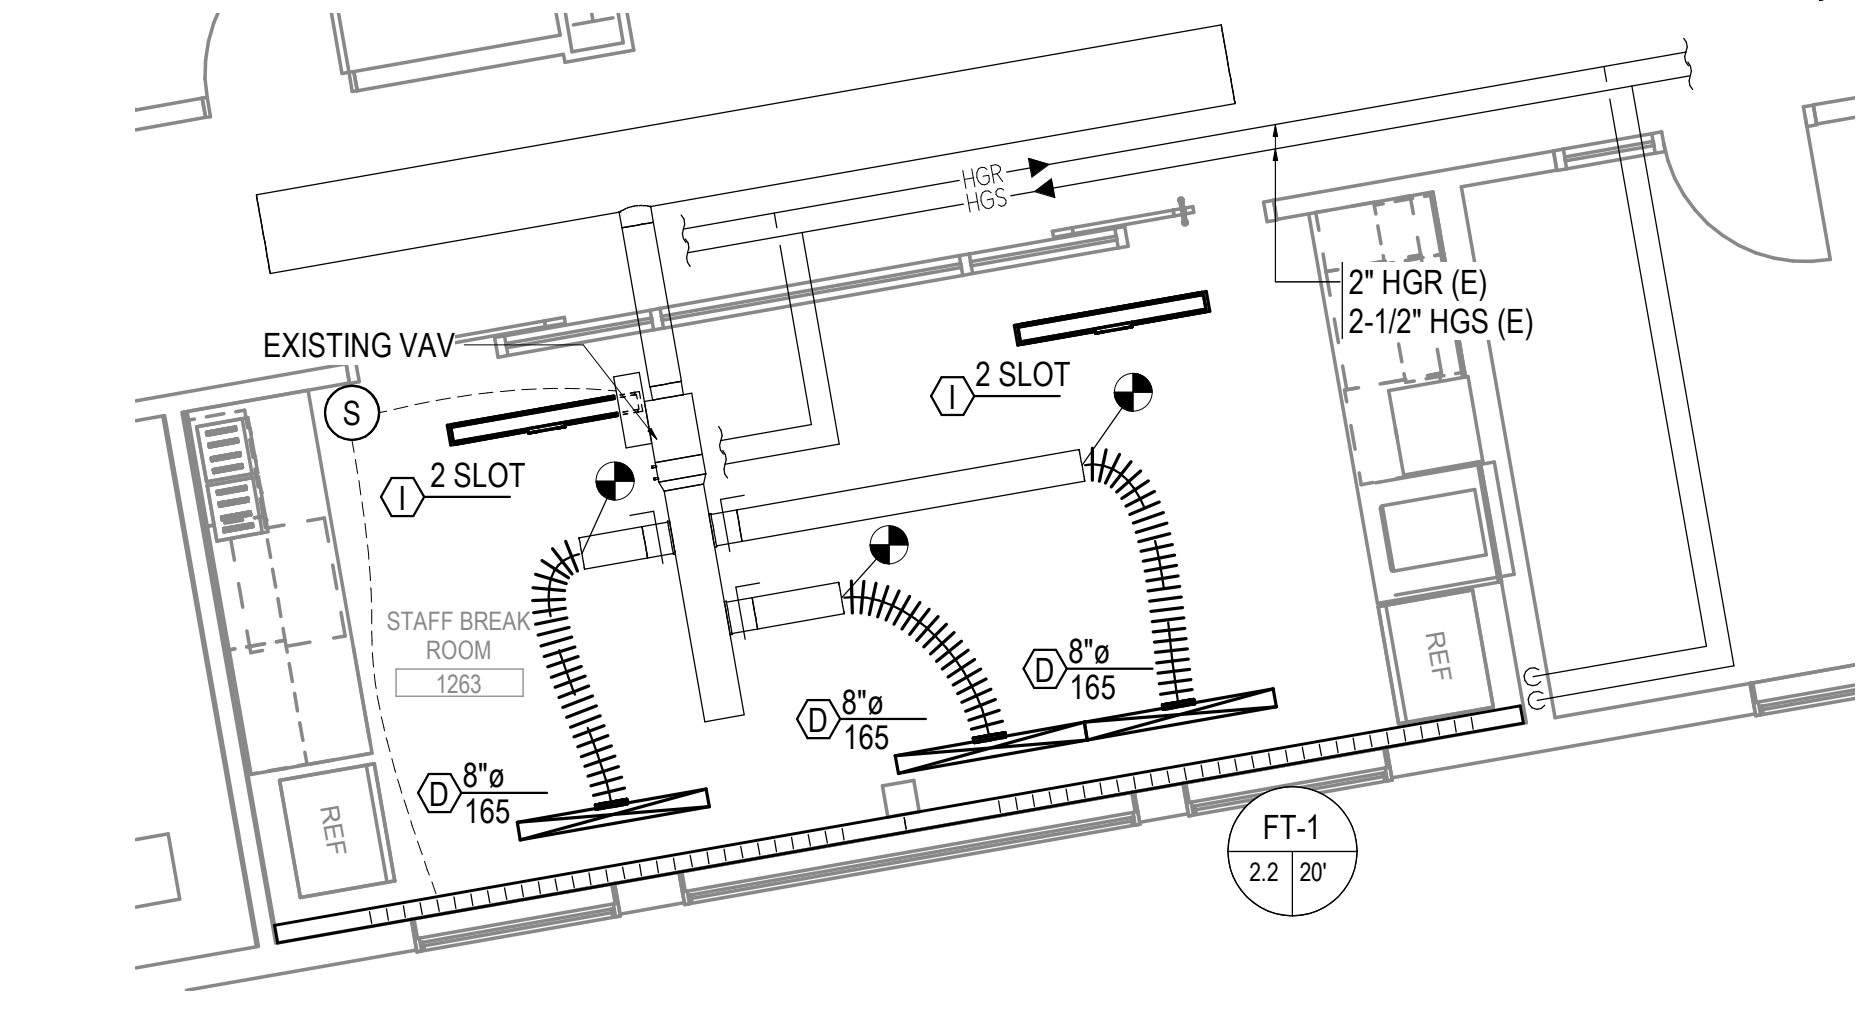 HGR
HGS
2" HGR (E)
2-1/2" HGS (E)
EXISTING VAV
S
I 2 SLOT
I 2 SLOT
STAFF BREAK
ROOM
1263
D 8"ø
165
D 8"ø
165
D 8"ø
165
REF
REF
FT-1
2.2 20'